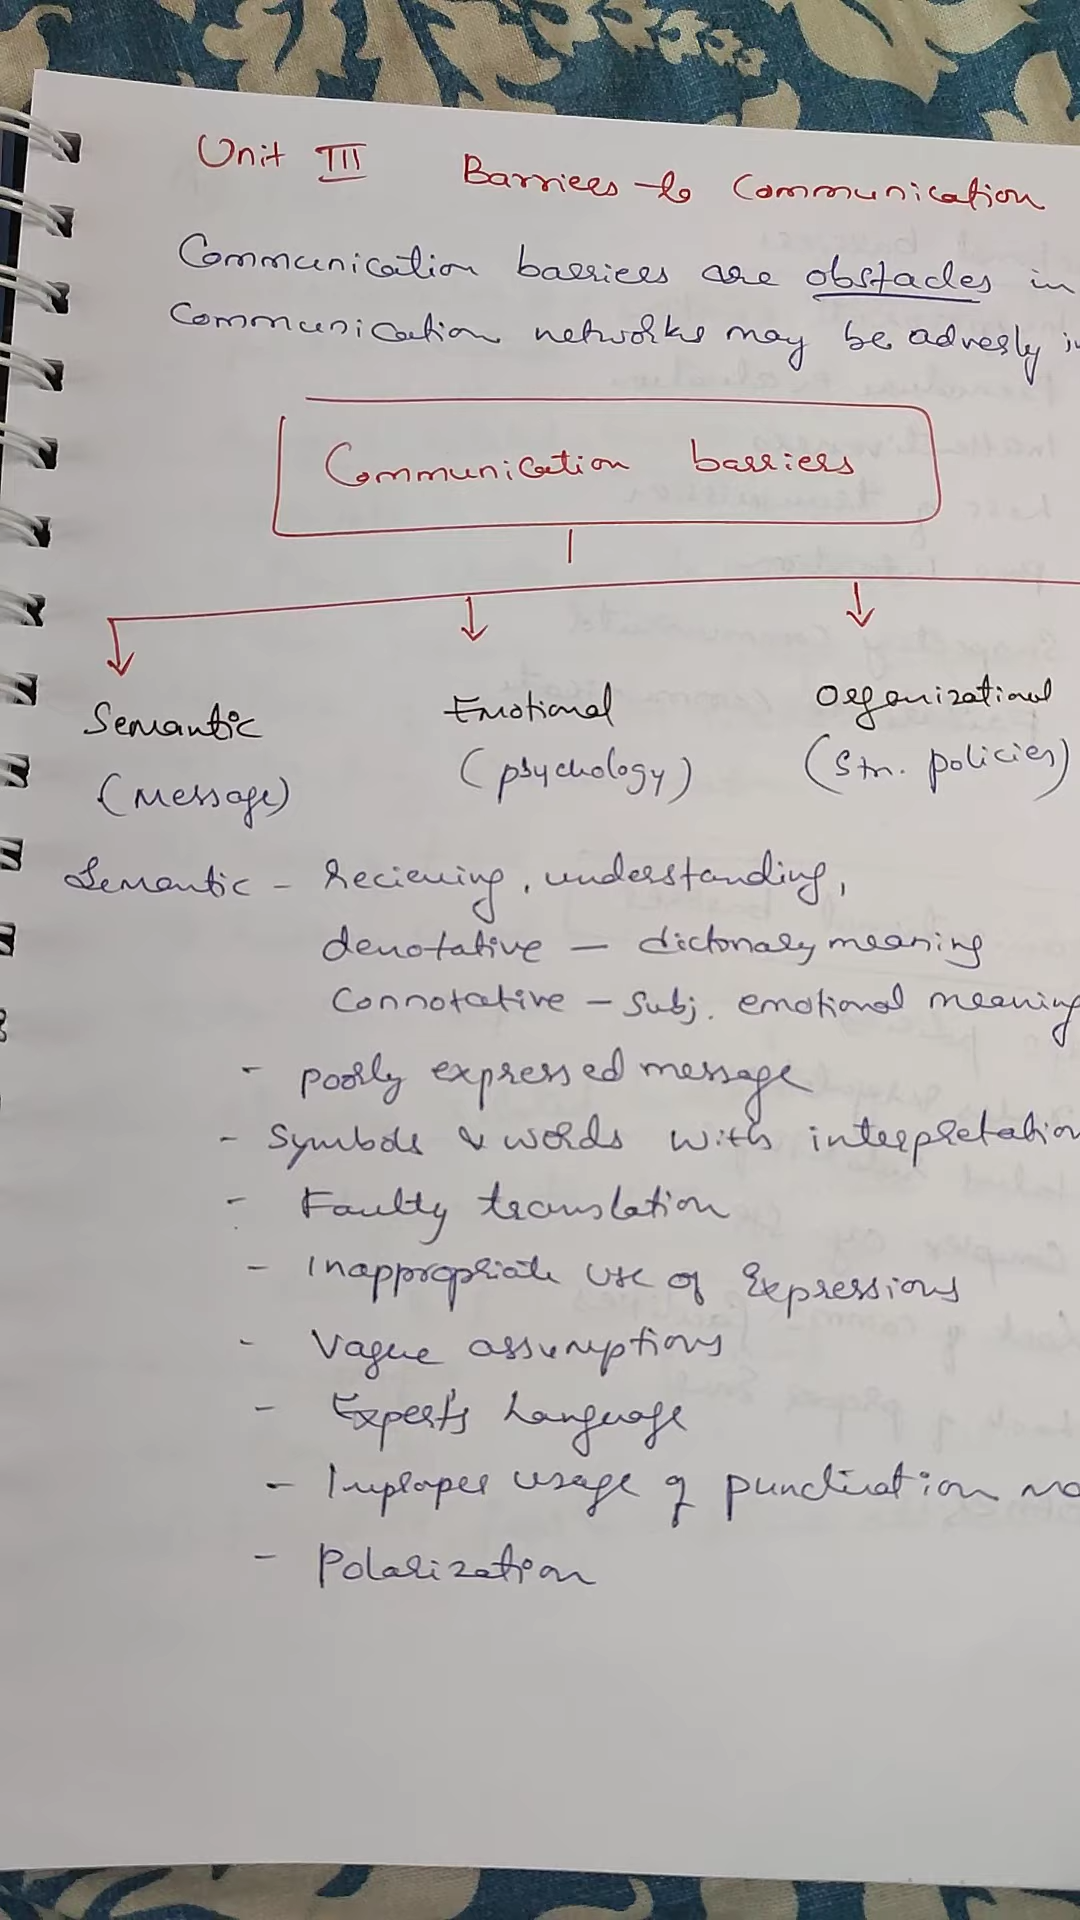 Unit III Barriers to Communication
Communication barriers are obstacles in
Communication networks may be adversly
Communication barriers
Semantic Emotional Organizational
(Message) (psychology) (Str. policies)
Semantic - recieving, understanding,
denotative - dictonary meaning
Connotative - subj. emotional meaning
- poorly expressed message
- symbols & words with interpretation
- Faulty translation
- Inappropriate use of Expressions
- Vague assumptions
- Expert's Language
- Improper usage of punctuation
- Polarization